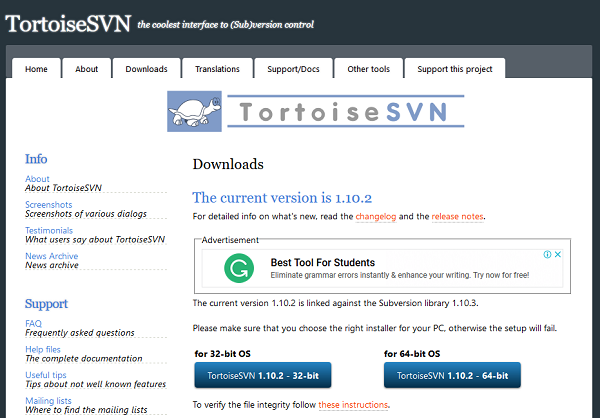 TortoiseSVN the coolest interface to (Sub)version control
Home About Downloads Translations Support/Docs Other tools Support this project
TortoiseSVN
Info
About
About TortoiseSVN
Screenshots
Screenshots of various dialogs
Testimonials
What users say about TortoiseSVN
News Archive
News archive
Support
FAQ
Frequently asked questions
Help files
The complete documentation
Useful tips
Tips about not well known features
Mailing lists
Where to find the mailing lists
Downloads
The current version is 1.10.2
For detailed info on what's new, read the changelog and the release notes.
Advertisement
Best Tool For Students
Eliminate grammar errors instantly & enhance your writing. Try now for free!
The current version 1.10.2 is linked against the Subversion library 1.10.3.
Please make sure that you choose the right installer for your PC, otherwise the setup will fail.
for 32-bit OS for 64-bit OS
TortoiseSVN 1.10.2 - 32-bit TortoiseSVN 1.10.2 - 64-bit
To verify the file integrity follow these instructions.